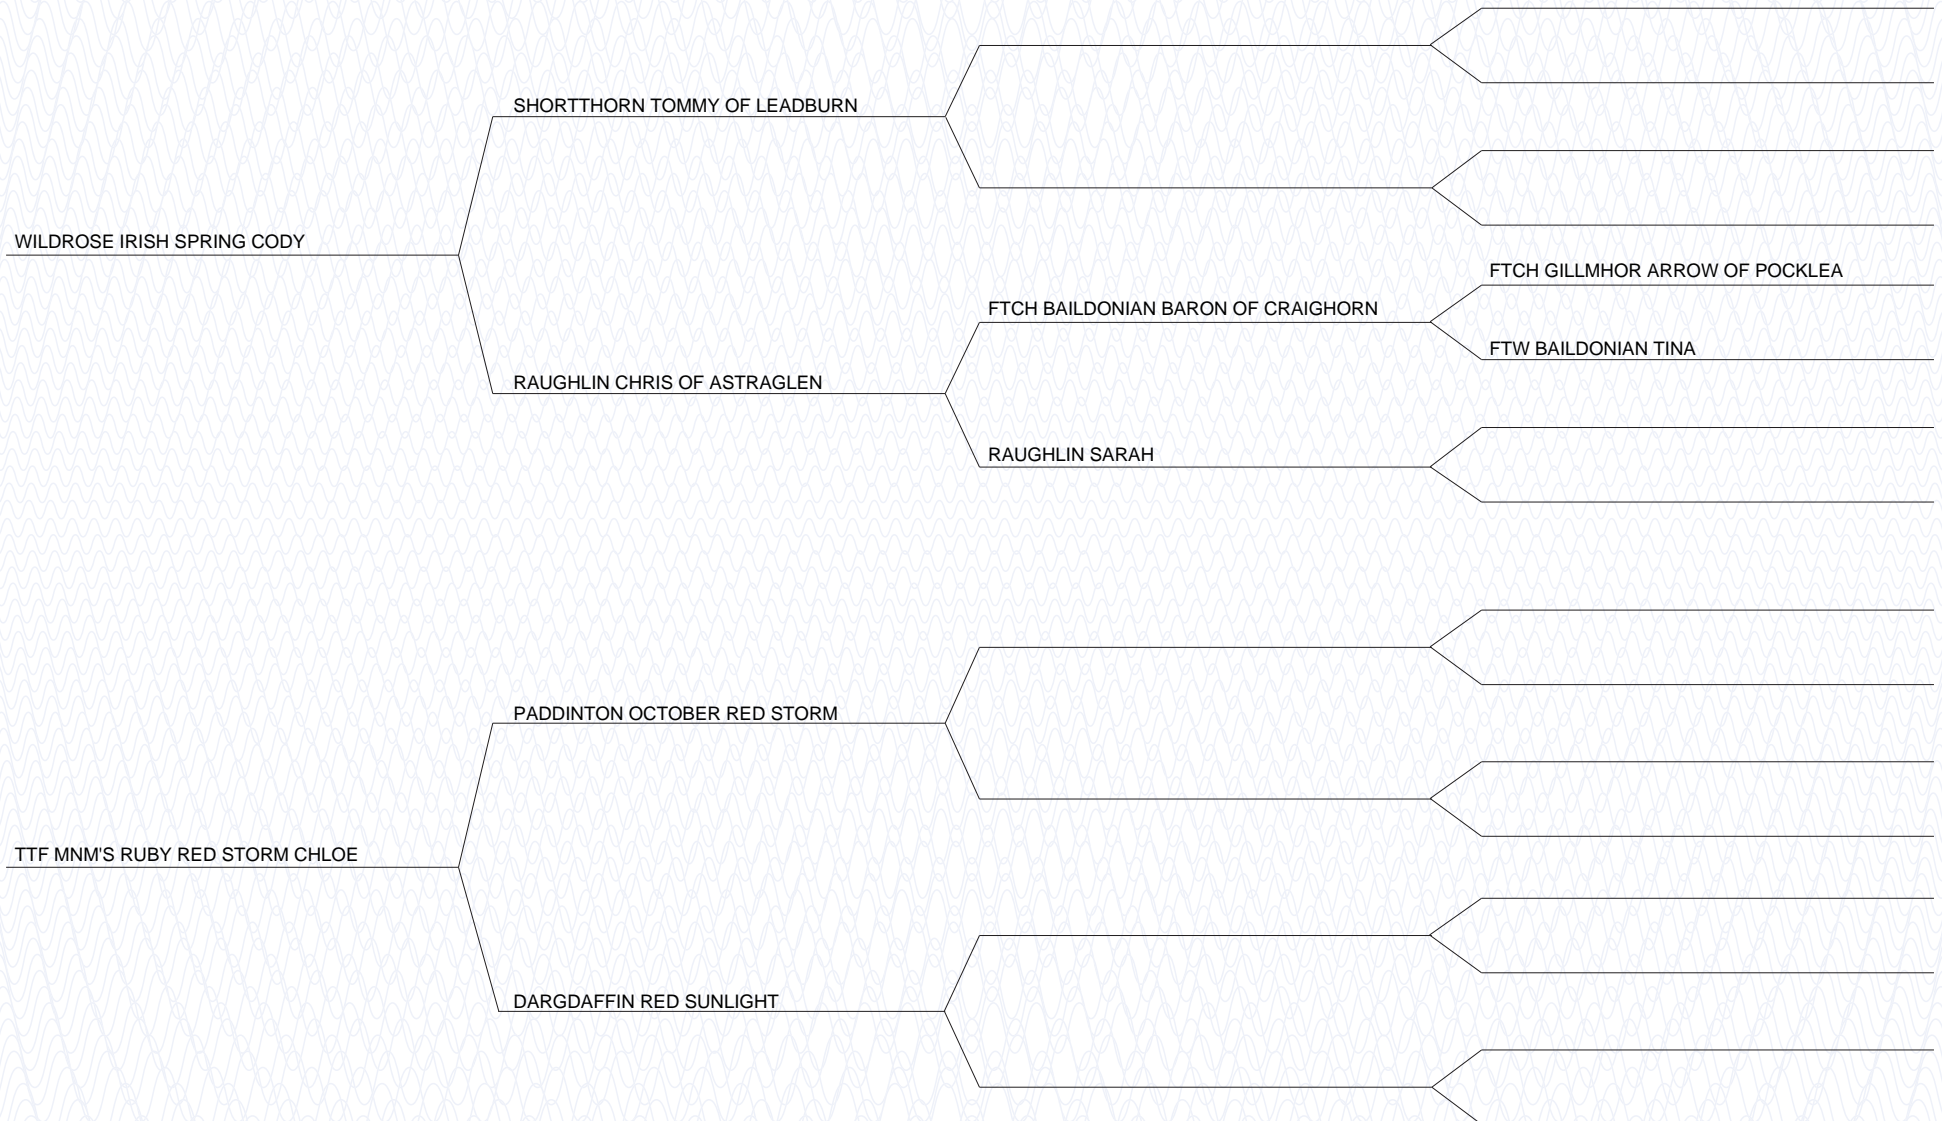 SHORTTHORN TOMMY OF LEADBURN
WILDROSE IRISH SPRING CODY
FTCH GILLMHOR ARROW OF POCKLEA
FTCH BAILDONIAN BARON OF CRAIGHORN
FTW BAILDONIAN TINA
RAUGHLIN CHRIS OF ASTRAGLEN
RAUGHLIN SARAH
PADDINTON OCTOBER RED STORM
TTF MNM'S RUBY RED STORM CHLOE
DARGDAFFIN RED SUNLIGHT